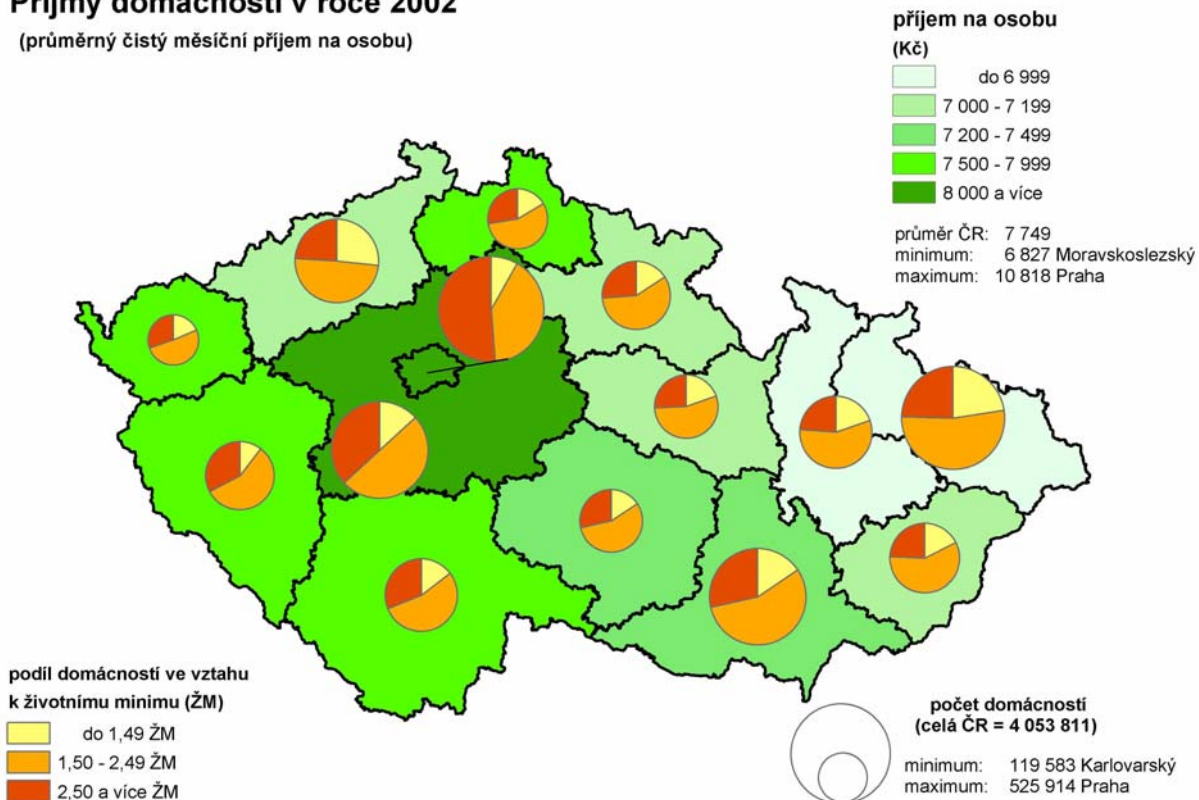 Příjmy domácností v roce 2002
(průměrný čistý měsíční příjem na osobu)
příjem na osobu
(Kč)
do 6 999
7 000 - 7 199
7 200 - 7 499
7 500 - 7 999
8 000 a více
průměr ČR: 7 749
minimum: 6 827 Moravskoslezský
maximum: 10 818 Praha
podíl domácností ve vztahu
k životnímu minimu (ŽM)
do 1,49 ŽM
1,50 - 2,49 ŽM
2,50 a více ŽM
počet domácností
(celá ČR = 4 053 811)
minimum: 119 583 Karlovarský
maximum: 525 914 Praha